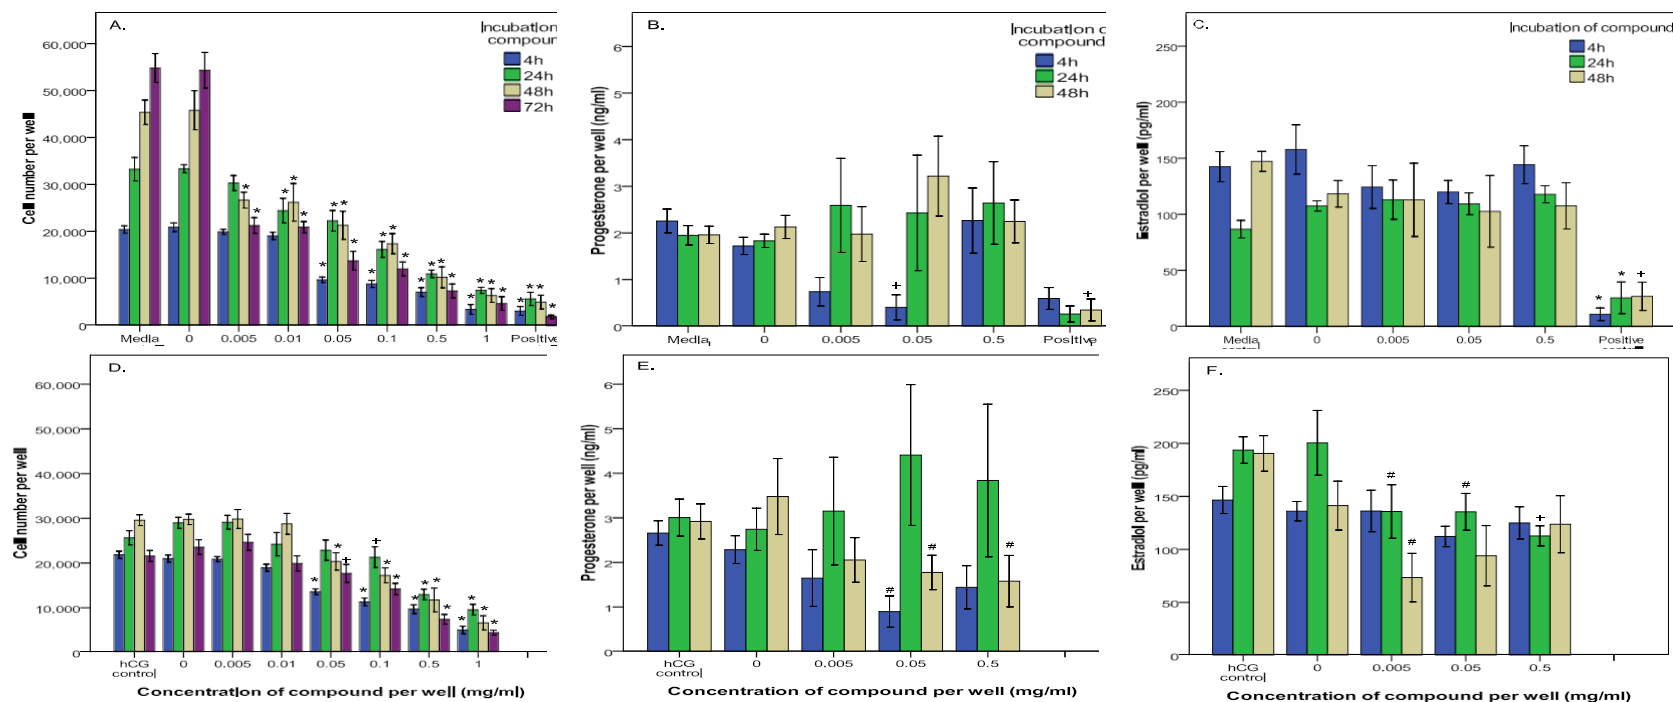 A.
Incubation
compoun
4h
24h
48h
72h
Cell number per well
60,000
50,000
40,000
30,000
20,000
10,000
0
* * * * * * * * * * * * * * * * * * * * * * * *
Media 0 0.005 0.01 0.05 0.1 0.5 1 Positive
B.
Incubation c
compound
4h
24h
48h
Progesterone per well (ng/ml)
6
5
4
3
2
1
0
+ +
Media 0 0.005 0.05 0.5 Positive
C.
Incubation of compound
4h
24h
48h
Estradiol per well (pg/ml)
250
200
150
100
50
0
* * +
Media control 0 0.005 0.05 0.5 Positive
D.
Cell number per well
60,000
50,000
40,000
30,000
20,000
10,000
0
* * + * + * * * * * * * *
hCG control 0 0.005 0.01 0.05 0.1 0.5 1
Concentration of compound per well (mg/ml)
E.
Progesterone per well (ng/ml)
6
5
4
3
2
1
0
# # #
hCG control 0 0.005 0.05 0.5
Concentration of compound per well (mg/ml)
F.
Estradiol per well (pg/ml)
250
200
150
100
50
0
# # # +
hCG control 0 0.005 0.05 0.5
Concentration of compound per well (mg/ml)